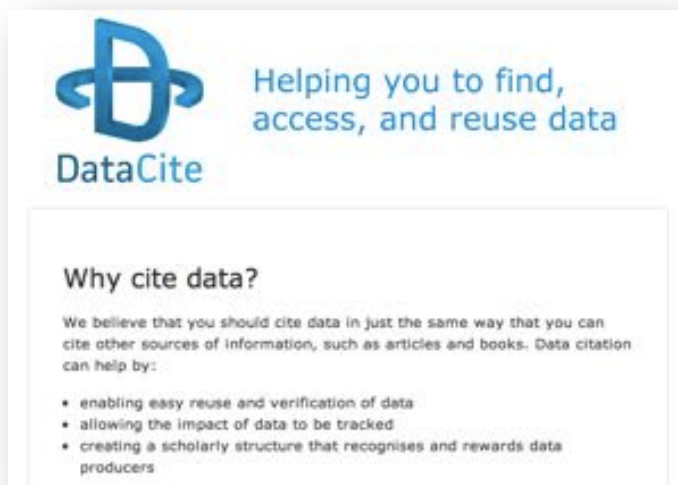 Helping you to find,
access, and reuse data
DataCite
Why cite data?
We believe that you should cite data in just the same way that you can
cite other sources of information, such as articles and books. Data citation
can help by:
• enabling easy reuse and verification of data
• allowing the impact of data to be tracked
• creating a scholarly structure that recognises and rewards data
producers